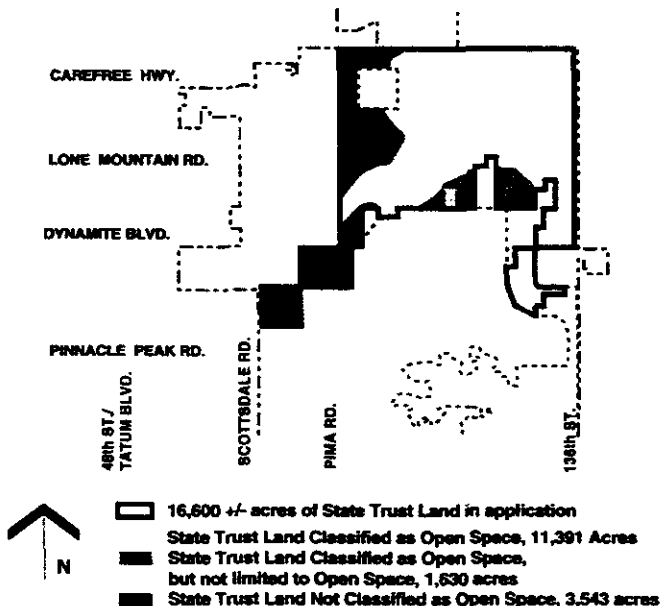 CAREFREE HWY.
LONE MOUNTAIN RD.
DYNAMITE BLVD.
PINNACLE PEAK RD.
48th ST./
TATUM BLVD.
SCOTTSDALE RD.
PIMA RD.
136th ST.
N
16,600 +/- acres of State Trust Land in application
State Trust Land Classified as Open Space, 11,391 Acres
State Trust Land Classified as Open Space,
but not limited to Open Space, 1,630 acres
State Trust Land Not Classified as Open Space, 3,543 acres